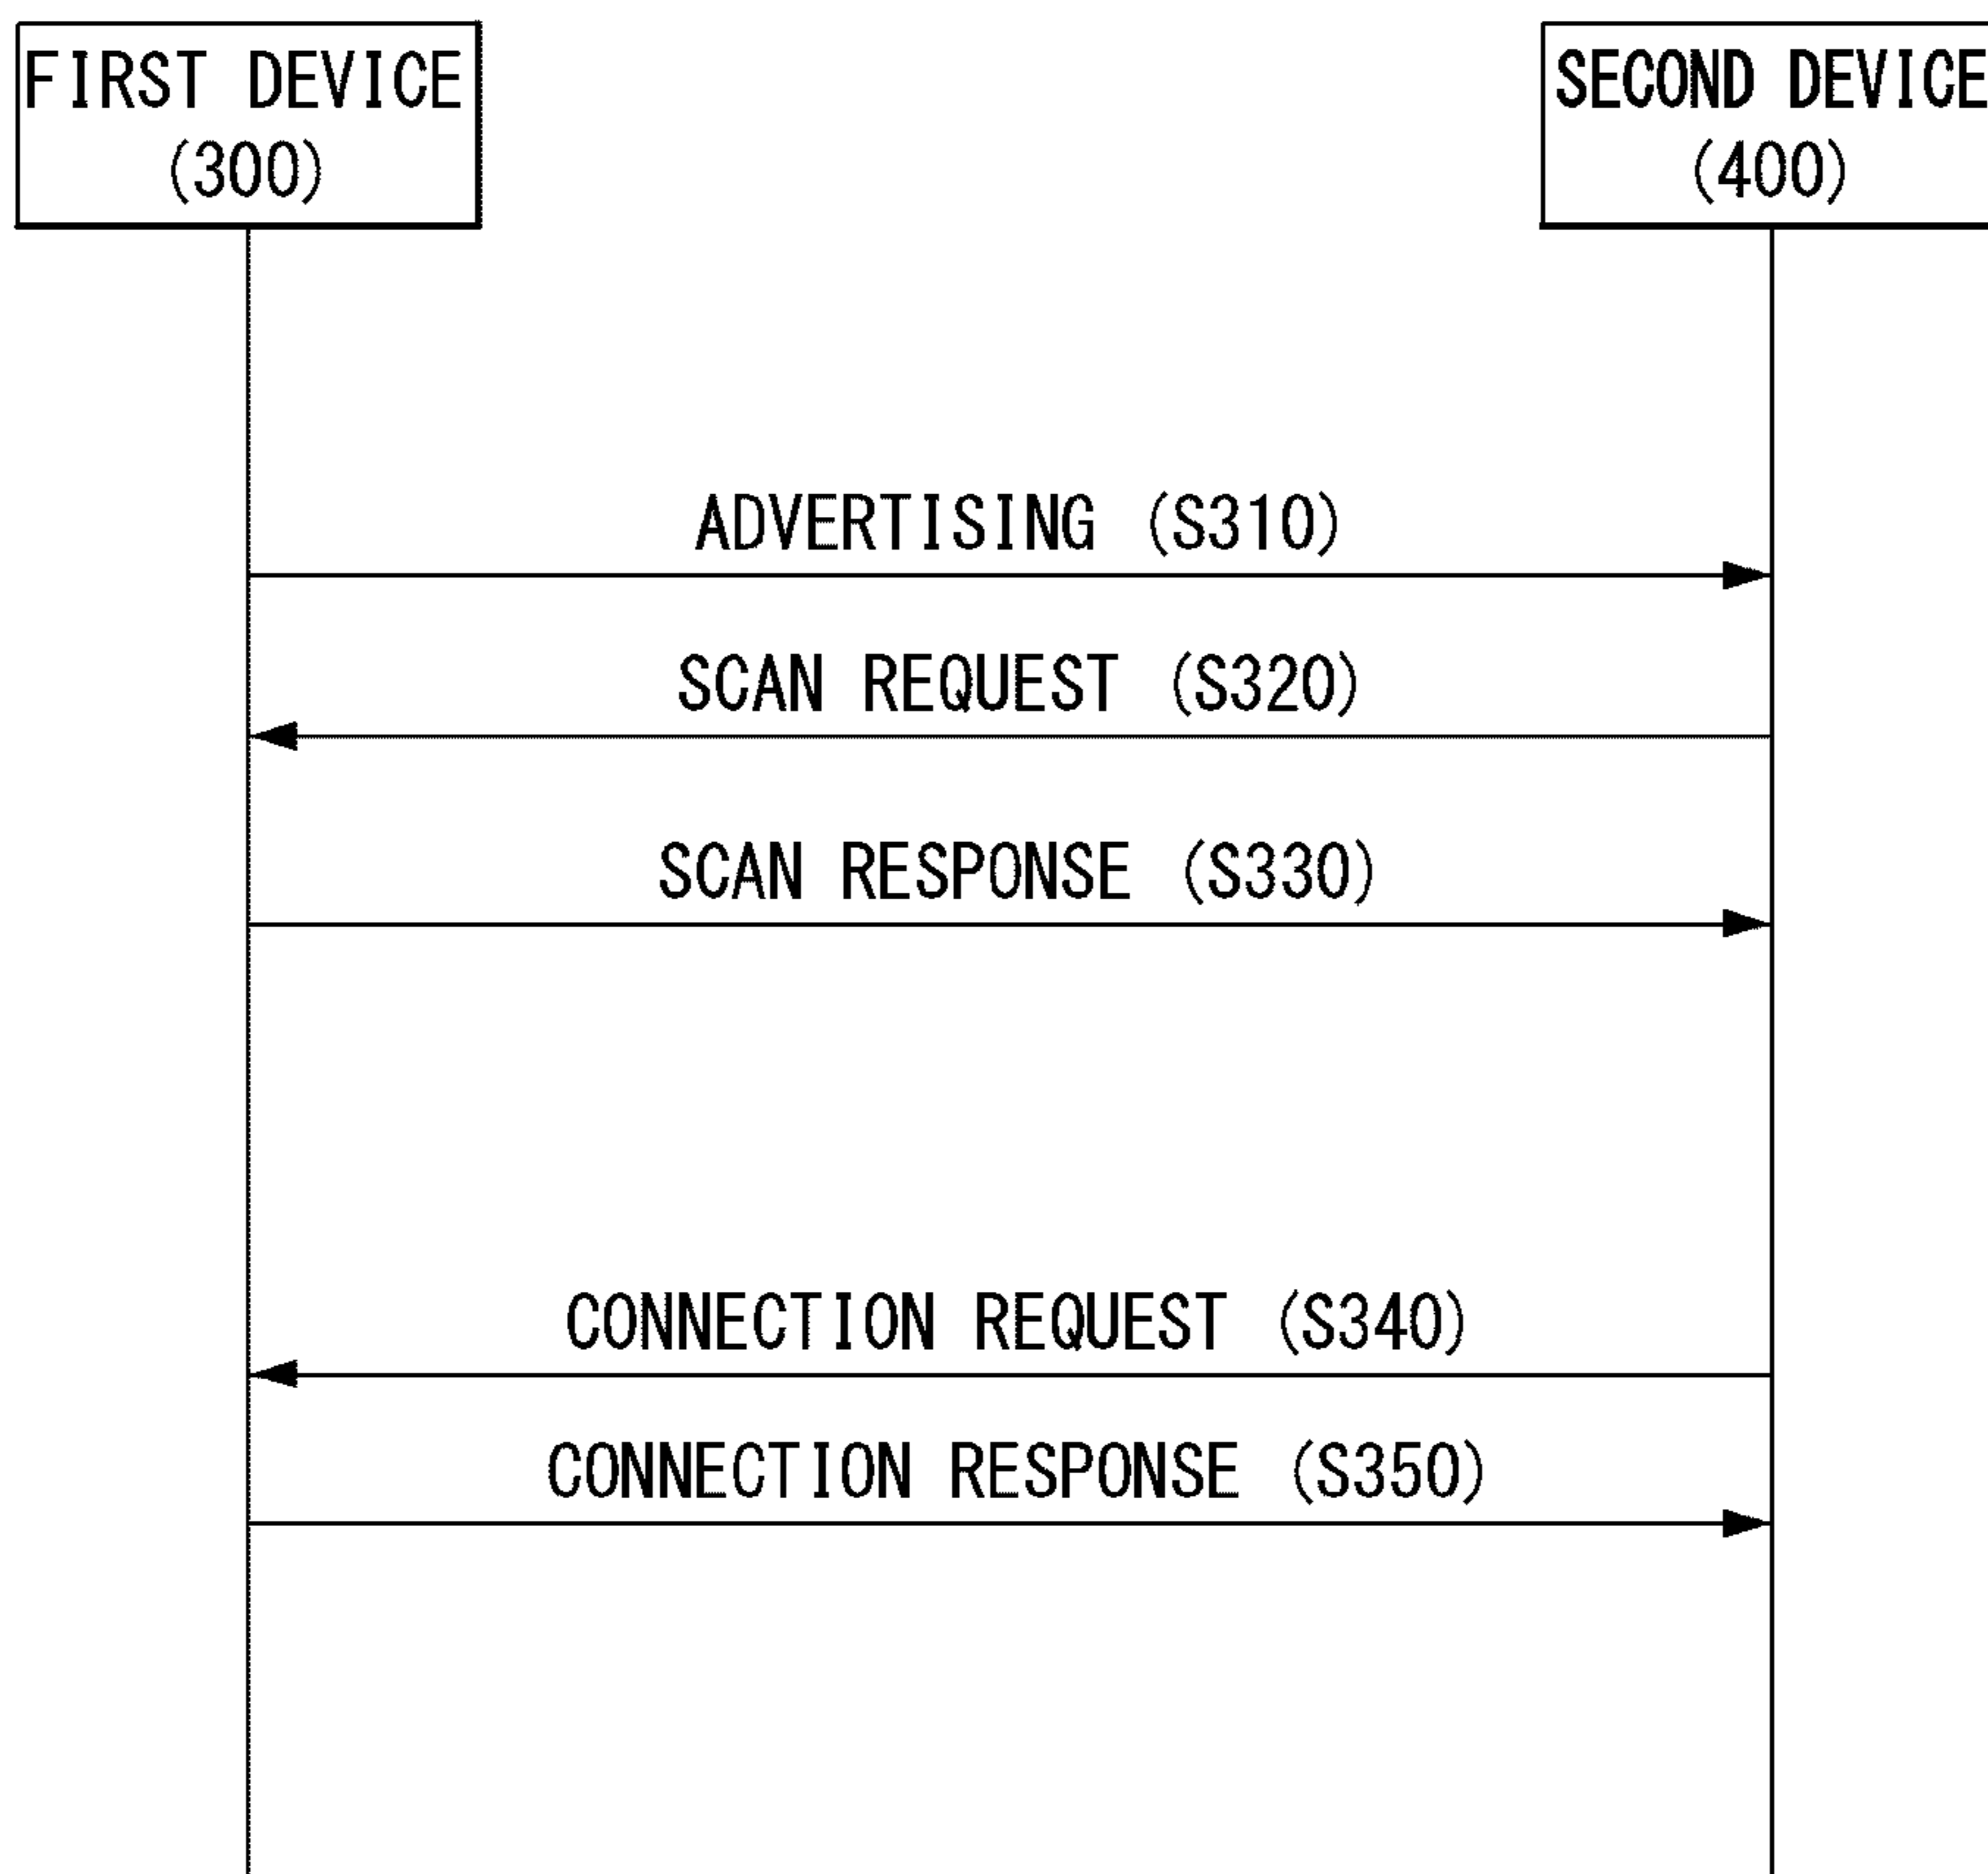 FIRST DEVICE
(300)
SECOND DEVICE
(400)
ADVERTISING (S310)
SCAN REQUEST (S320)
SCAN RESPONSE (S330)
CONNECTION REQUEST (S340)
CONNECTION RESPONSE (S350)